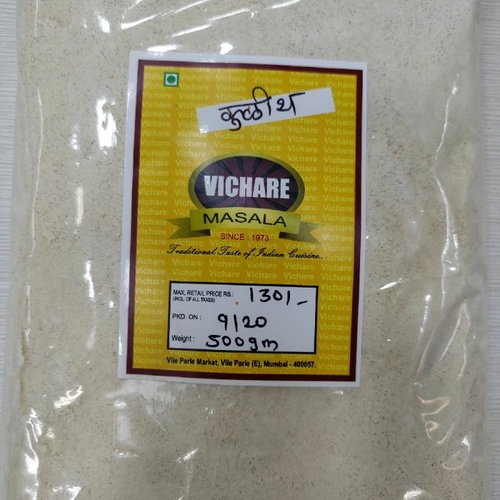 कुळीथ
VICHARE
MASALA
SINCE : 1973
Traditional Taste of Indian Cuisine...
MAX. RETAIL PRICE RS.: 130/-
(INCL. OF ALL TAXES)
PKD. ON : 9/20
Weight : 500gm
Vile Parle Market, Vile Parle (E), Mumbai - 400057.